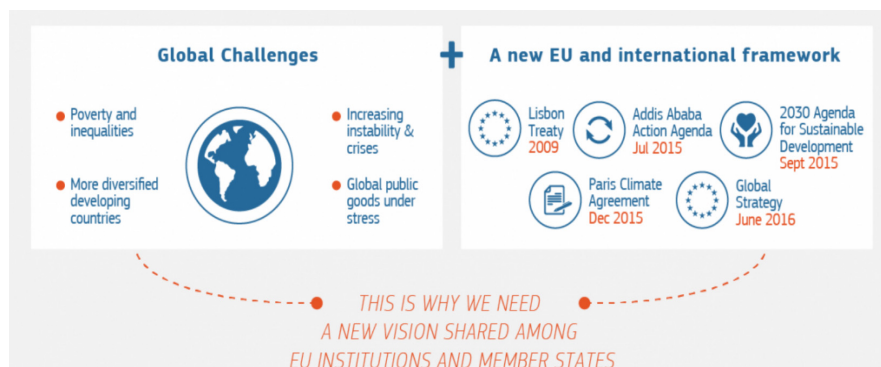 Global Challenges
Poverty and
inequalities
More diversified
developing
countries
Increasing
instability &
crises
Global public
goods under
stress
+
A new EU and international framework
Lisbon
Treaty
2009
Addis Ababa
Action Agenda
Jul 2015
2030 Agenda
for Sustainable
Development
Sept 2015
Paris Climate
Agreement
Dec 2015
Global
Strategy
June 2016
THIS IS WHY WE NEED
A NEW VISION SHARED AMONG
EU INSTITUTIONS AND MEMBER STATES